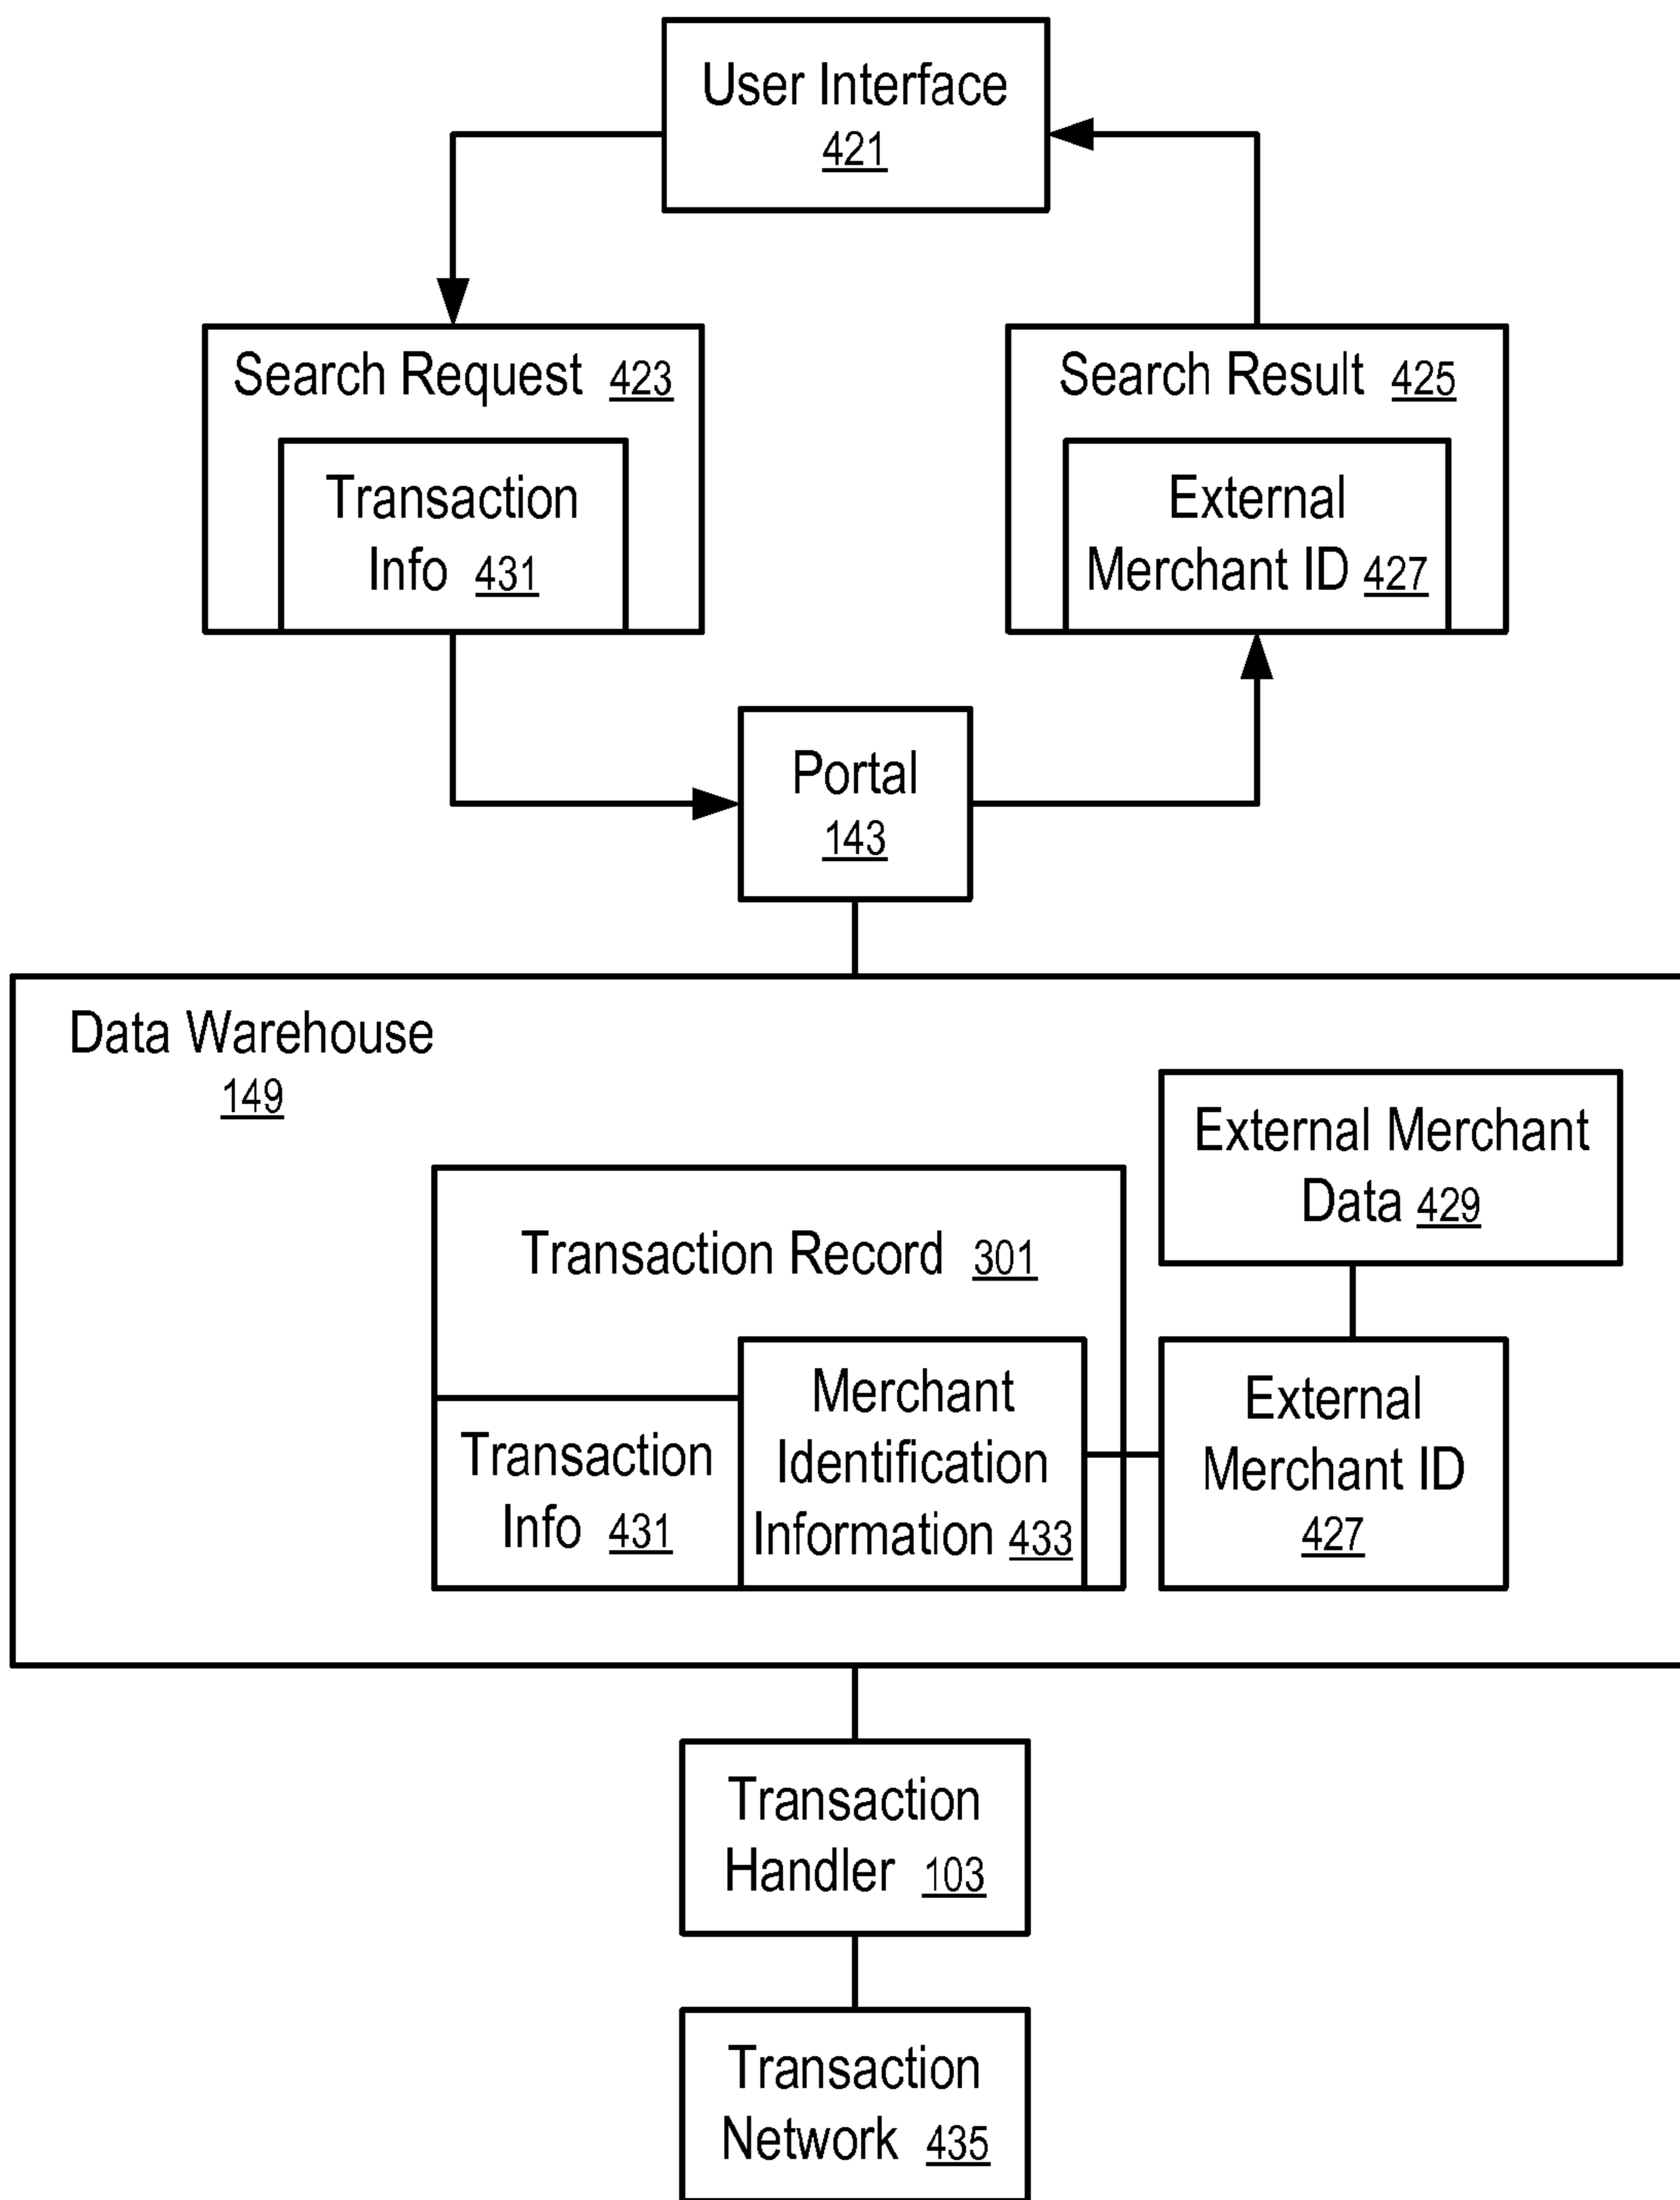 User Interface
421
Search Request 423
Transaction
Info 431
Search Result 425
External
Merchant ID 427
Portal
143
Data Warehouse
149
External Merchant
Data 429
Transaction Record 301
Transaction
Info 431
Merchant
Identification
Information 433
External
Merchant ID
427
Transaction
Handler 103
Transaction
Network 435